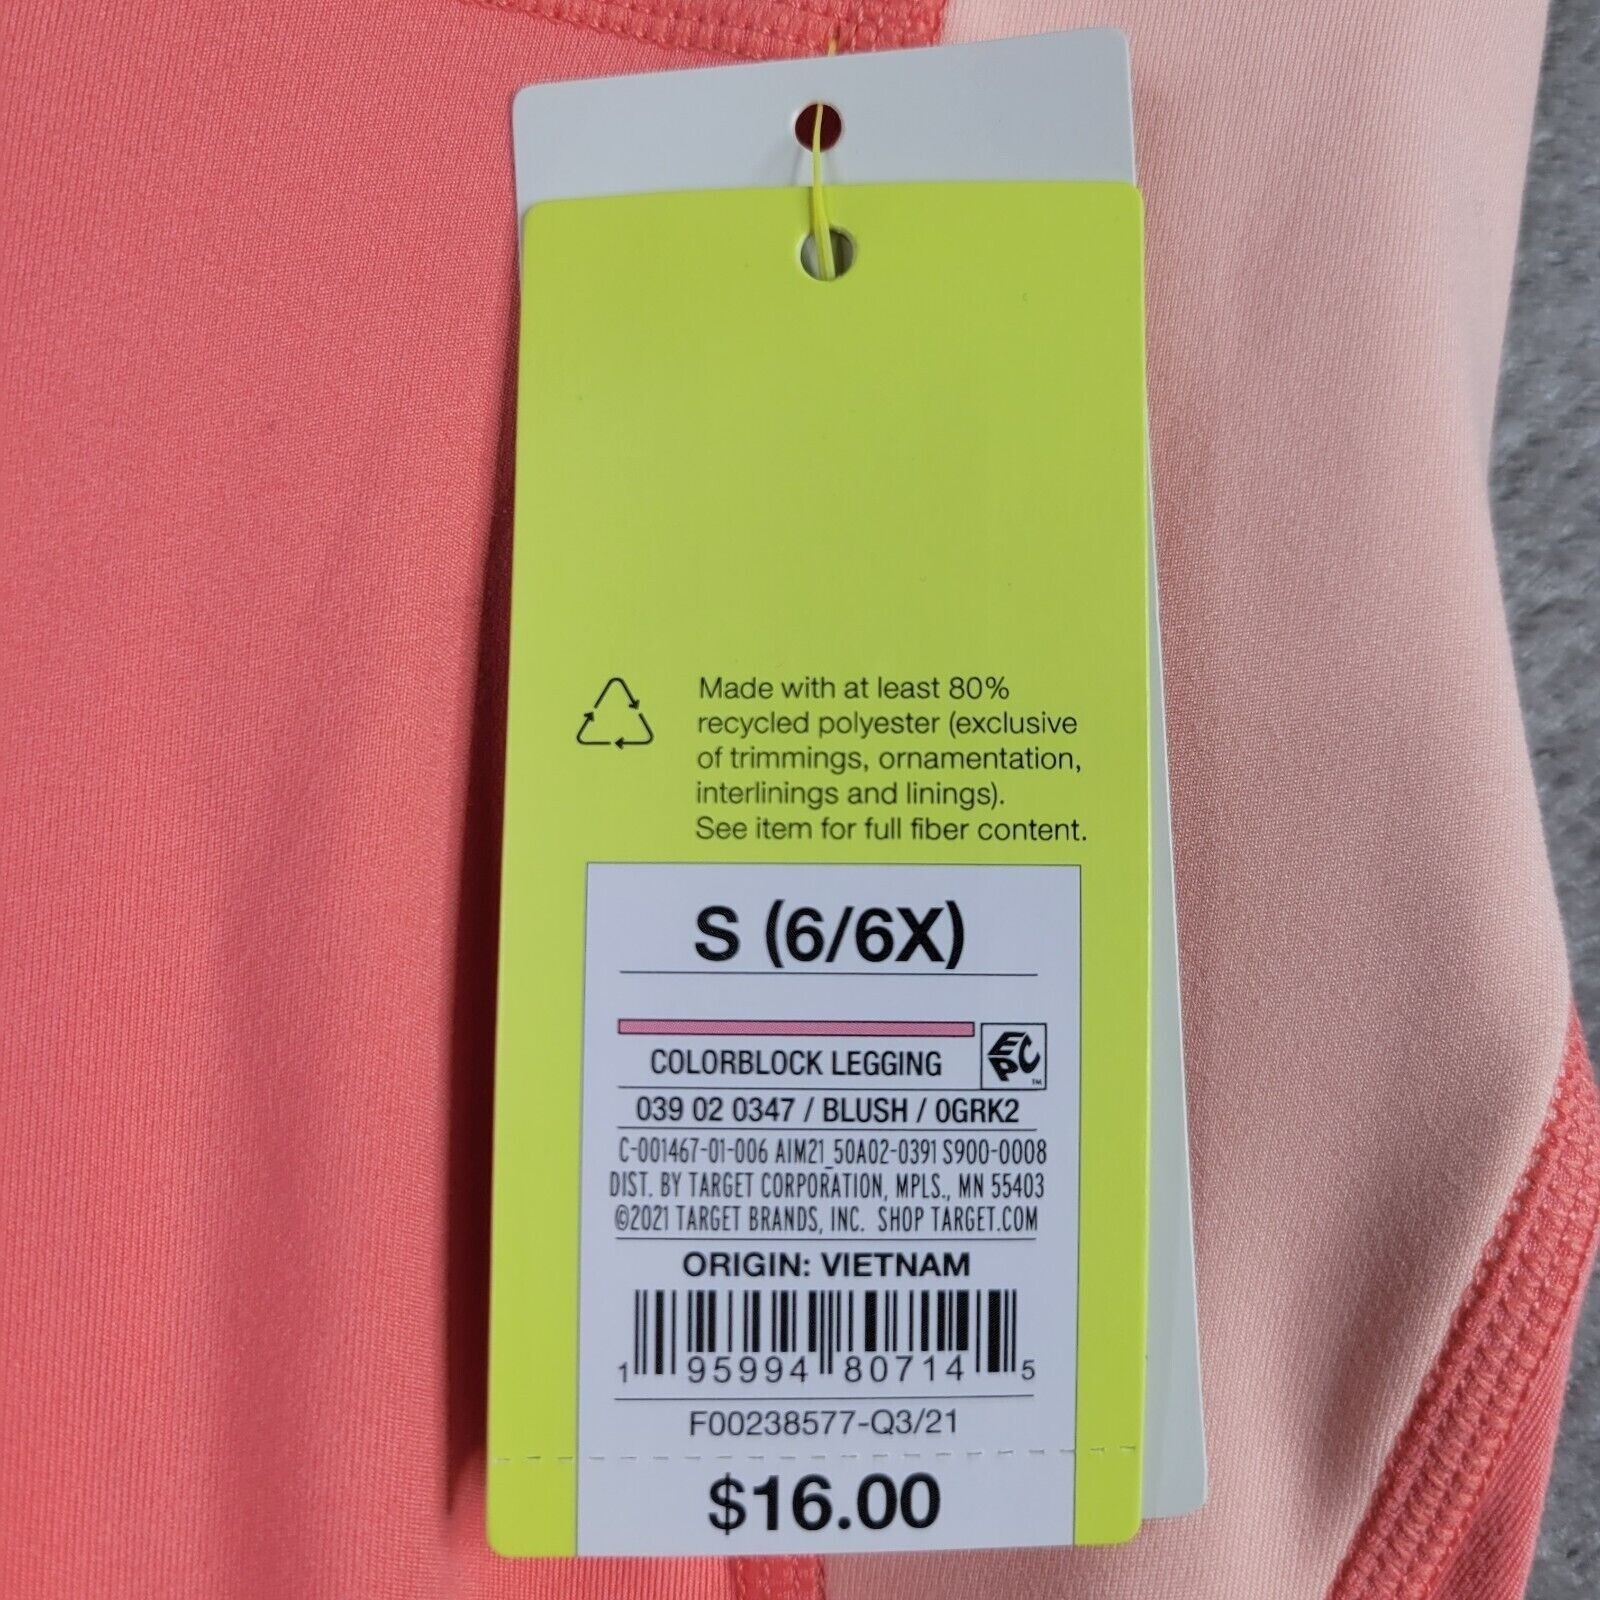 Made with at least 80%
recycled polyester (exclusive
of trimmings, ornamentation,
interlinings and linings).
See item for full fiber content.
S (6/6X)
EPC™
COLORBLOCK LEGGING
039 02 0347 / BLUSH / 0GRK2
C-001467-01-006 AIM21_50A02-0391 S900-0008
DIST. BY TARGET CORPORATION, MPLS., MN 55403
©2021 TARGET BRANDS, INC. SHOP TARGET.COM
ORIGIN: VIETNAM
1 95994 80714 5
F00238577-Q3/21
$16.00